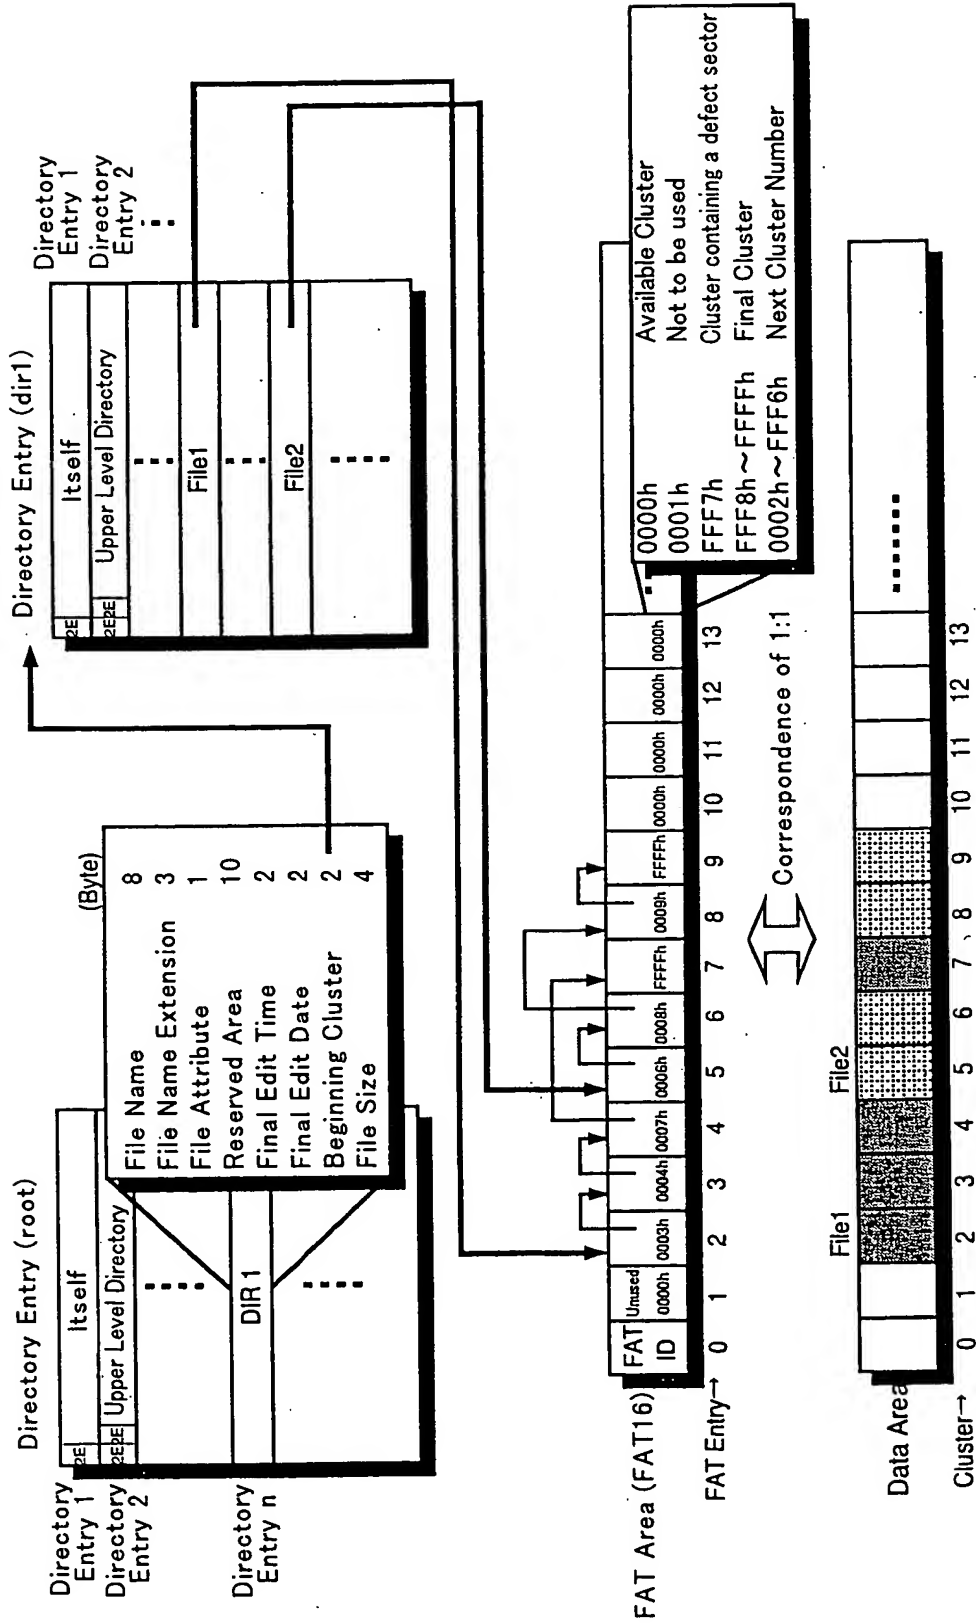 Directory Entry (root)
Directory
Entry 1
Directory
Entry 2
Directory
Entry n
2E
Itself
2E2E
Upper Level Directory
DIR 1
(Byte)
File Name 8
File Name Extension 3
File Attribute 1
Reserved Area 10
Final Edit Time 2
Final Edit Date 2
Beginning Cluster 2
File Size 4
Directory Entry (dir1)
Directory
Entry 1
Directory
Entry 2
2E
Itself
2E2E
Upper Level Directory
File1
File2
FAT Area (FAT16)
FAT
ID
Unused
0000h
0003h 0004h 0007h 0006h 0008h FFFFh 0009h FFFFh 0000h 0000h 0000h 0000h
FAT Entry→ 0 1 2 3 4 5 6 7 8 9 10 11 12 13
0000h Available Cluster
0001h Not to be used
FFF7h Cluster containing a defect sector
FFF8h~FFFFh Final Cluster
0002h~FFF6h Next Cluster Number
Correspondence of 1:1
File1 File2
Data Area
Cluster→ 0 1 2 3 4 5 6 7 8 9 10 11 12 13